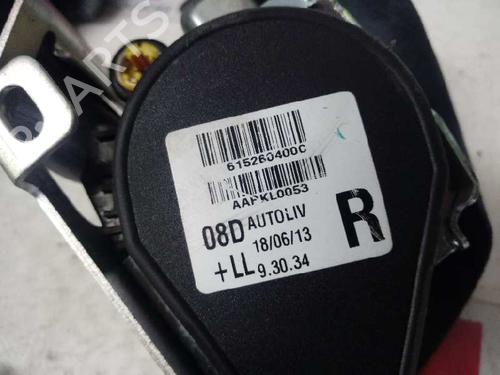 615260400C
AAPKL0053
08D AUTOLIV
18/06/13
+LL 9.30.34
R